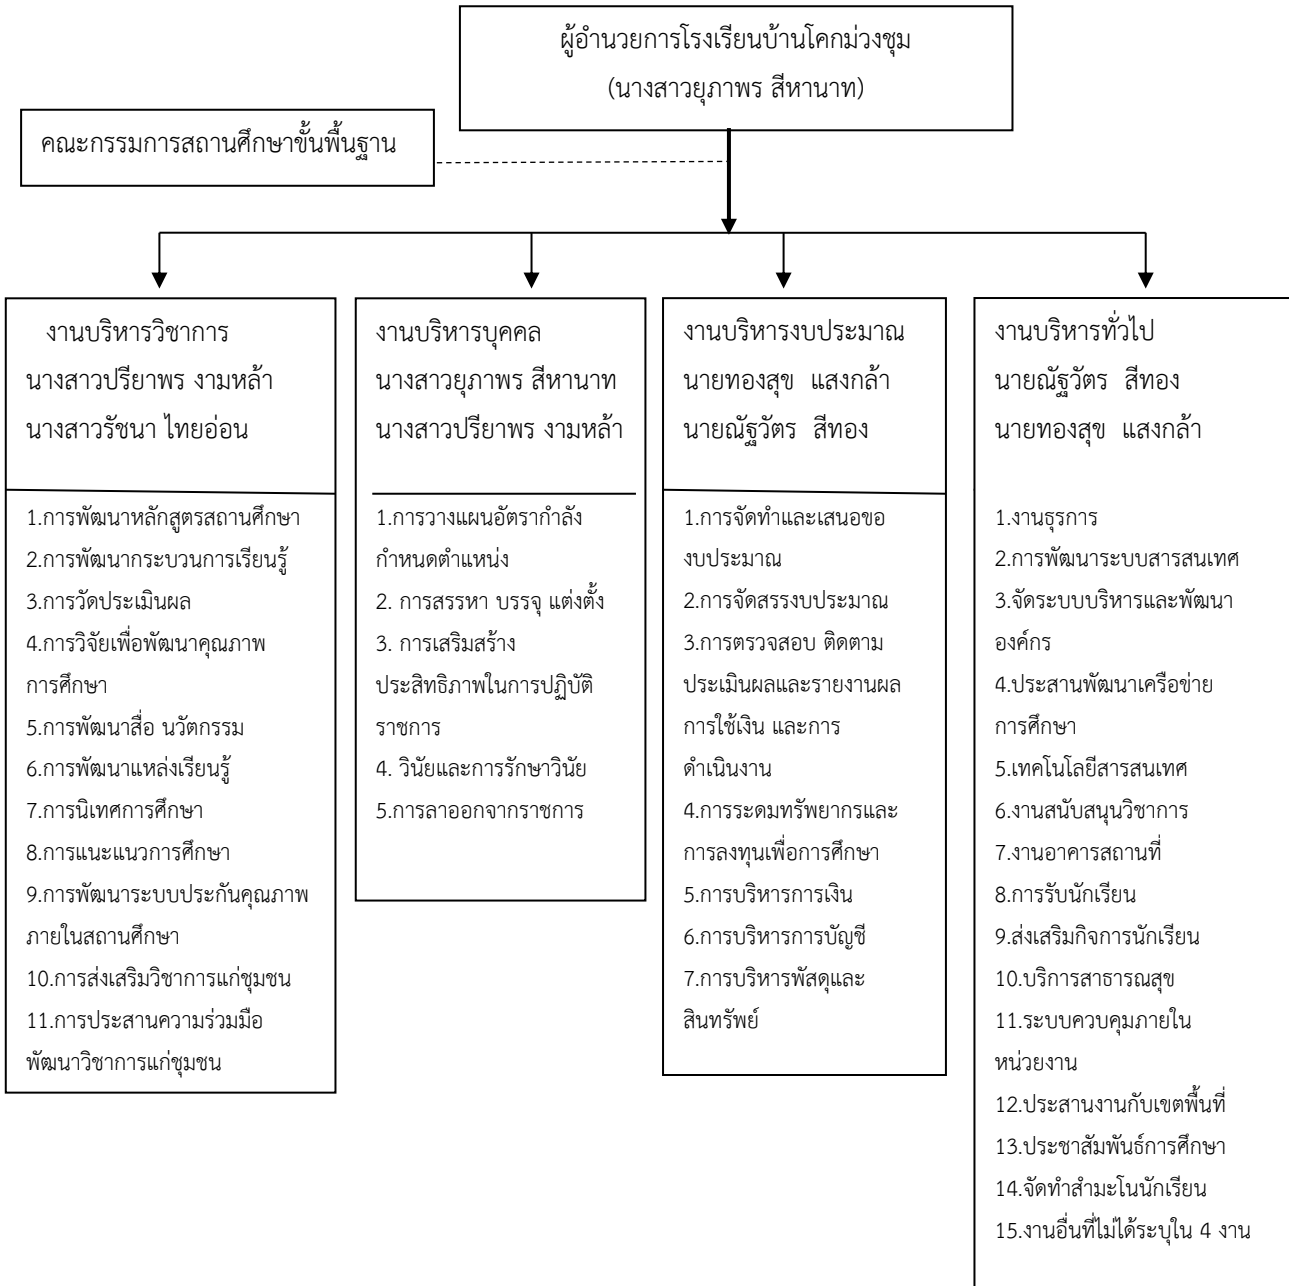 ผู้อำนวยการโรงเรียนบ้านโคกม่วงชุม
(นางสาวยุภาพร สีหานาท)
คณะกรรมการสถานศึกษาขั้นพื้นฐาน
งานบริหารวิชาการ
นางสาวปรียาพร งามหล้า
นางสาวรัชนา ไทยอ่อน
1.การพัฒนาหลักสูตรสถานศึกษา
2.การพัฒนากระบวนการเรียนรู้
3.การวัดประเมินผล
4.การวิจัยเพื่อพัฒนาคุณภาพ
การศึกษา
5.การพัฒนาสื่อ นวัตกรรม
6.การพัฒนาแหล่งเรียนรู้
7.การนิเทศการศึกษา
8.การแนะแนวการศึกษา
9.การพัฒนาระบบประกันคุณภาพ
ภายในสถานศึกษา
10.การส่งเสริมวิชาการแก่ชุมชน
11.การประสานความร่วมมือ
พัฒนาวิชาการแก่ชุมชน
งานบริหารบุคคล
นางสาวยุภาพร สีหานาท
นางสาวปรียาพร งามหล้า
1.การวางแผนอัตรากำลัง
กำหนดตำแหน่ง
2. การสรรหา บรรจุ แต่งตั้ง
3. การเสริมสร้าง
ประสิทธิภาพในการปฏิบัติ
ราชการ
4. วินัยและการรักษาวินัย
5.การลาออกจากราชการ
งานบริหารงบประมาณ
นายทองสุข แสงกล้า
นายณัฐวัตร สีทอง
1.การจัดทำและเสนอขอ
งบประมาณ
2.การจัดสรรงบประมาณ
3.การตรวจสอบ ติดตาม
ประเมินผลและรายงานผล
การใช้เงิน และการ
ดำเนินงาน
4.การระดมทรัพยากรและ
การลงทุนเพื่อการศึกษา
5.การบริหารการเงิน
6.การบริหารการบัญชี
7.การบริหารพัสดุและ
สินทรัพย์
งานบริหารทั่วไป
นายณัฐวัตร สีทอง
นายทองสุข แสงกล้า
1.งานธุรการ
2.การพัฒนาระบบสารสนเทศ
3.จัดระบบบริหารและพัฒนา
องค์กร
4.ประสานพัฒนาเครือข่าย
การศึกษา
5.เทคโนโลยีสารสนเทศ
6.งานสนับสนุนวิชาการ
7.งานอาคารสถานที่
8.การรับนักเรียน
9.ส่งเสริมกิจการนักเรียน
10.บริการสาธารณสุข
11.ระบบควบคุมภายใน
หน่วยงาน
12.ประสานงานกับเขตพื้นที่
13.ประชาสัมพันธ์การศึกษา
14.จัดทำสำมะโนนักเรียน
15.งานอื่นที่ไม่ได้ระบุใน 4 งาน